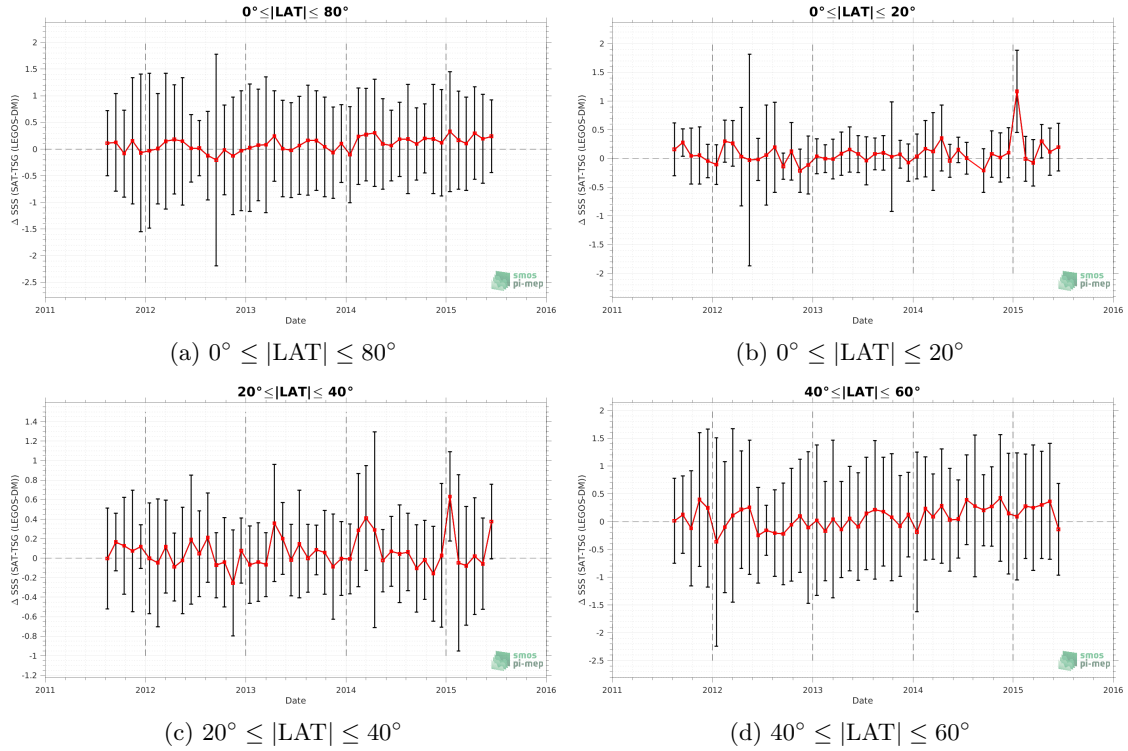 0°≤|LAT|≤ 80°
Δ SSS (SAT-TSG (LEGOS-DM))
2
1.5
1
0.5
0
-0.5
-1
-1.5
-2
-2.5
2011 2012 2013 2014 2015 2016
Date
smos
pi-mep
(a) 0° ≤ |LAT| ≤ 80°
0°≤|LAT|≤ 20°
Δ SSS (SAT-TSG (LEGOS-DM))
2
1.5
1
0.5
0
-0.5
-1
-1.5
-2
2011 2012 2013 2014 2015 2016
Date
smos
pi-mep
(b) 0° ≤ |LAT| ≤ 20°
20°≤|LAT|≤ 40°
Δ SSS (SAT-TSG (LEGOS-DM))
1.4
1.2
1
0.8
0.6
0.4
0.2
0
-0.2
-0.4
-0.6
-0.8
-1
-1.2
2011 2012 2013 2014 2015 2016
Date
smos
pi-mep
(c) 20° ≤ |LAT| ≤ 40°
40°≤|LAT|≤ 60°
Δ SSS (SAT-TSG (LEGOS-DM))
2
1.5
1
0.5
0
-0.5
-1
-1.5
-2
-2.5
2011 2012 2013 2014 2015 2016
Date
smos
pi-mep
(d) 40° ≤ |LAT| ≤ 60°